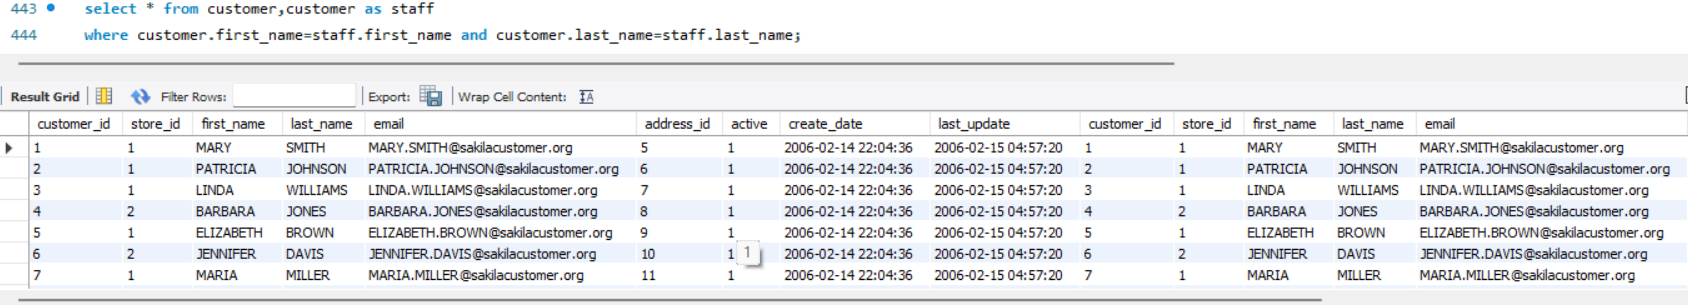 443 select * from customer,customer as staff
444 where customer.first_name=staff.first_name and customer.last_name=staff.last_name;
Result Grid Filter Rows: Export: Wrap Cell Content:
customer_id store_id first_name last_name email address_id active create_date last_update customer_id store_id first_name last_name email
1 1 MARY SMITH MARY.SMITH@sakilacustomer.org 5 1 2006-02-14 22:04:36 2006-02-15 04:57:20 1 1 MARY SMITH MARY.SMITH@sakilacustomer.org
2 1 PATRICIA JOHNSON PATRICIA.JOHNSON@sakilacustomer.org 6 1 2006-02-14 22:04:36 2006-02-15 04:57:20 2 1 PATRICIA JOHNSON PATRICIA.JOHNSON@sakilacustomer.org
3 1 LINDA WILLIAMS LINDA.WILLIAMS@sakilacustomer.org 7 1 2006-02-14 22:04:36 2006-02-15 04:57:20 3 1 LINDA WILLIAMS LINDA.WILLIAMS@sakilacustomer.org
4 2 BARBARA JONES BARBARA.JONES@sakilacustomer.org 8 1 2006-02-14 22:04:36 2006-02-15 04:57:20 4 2 BARBARA JONES BARBARA.JONES@sakilacustomer.org
5 1 ELIZABETH BROWN ELIZABETH.BROWN@sakilacustomer.org 9 1 2006-02-14 22:04:36 2006-02-15 04:57:20 5 1 ELIZABETH BROWN ELIZABETH.BROWN@sakilacustomer.org
6 2 JENNIFER DAVIS JENNIFER.DAVIS@sakilacustomer.org 10 1 1 2006-02-14 22:04:36 2006-02-15 04:57:20 6 2 JENNIFER DAVIS JENNIFER.DAVIS@sakilacustomer.org
7 1 MARIA MILLER MARIA.MILLER@sakilacustomer.org 11 1 2006-02-14 22:04:36 2006-02-15 04:57:20 7 1 MARIA MILLER MARIA.MILLER@sakilacustomer.org